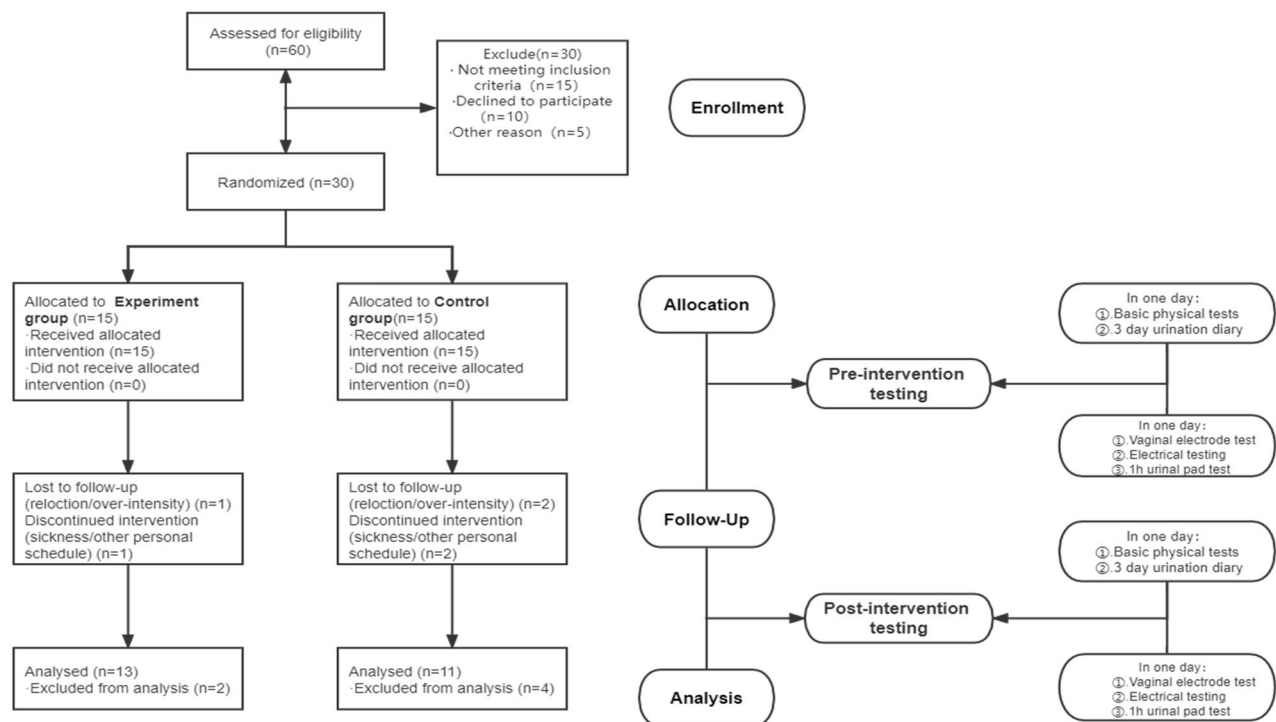 Assessed for eligibility
(n=60)
Exclude(n=30)
· Not meeting inclusion
criteria (n=15)
·Declined to participate
(n=10)
·Other reason (n=5)
Enrollment
Randomized (n=30)
Allocated to Experiment
group (n=15)
·Received allocated
intervention (n=15)
·Did not receive allocated
intervention (n=0)
Allocated to Control
group(n=15)
·Received allocated
intervention (n=15)
·Did not receive allocated
intervention (n=0)
Lost to follow-up
(reloction/over-intensity) (n=1)
Discontinued intervention
(sickness/other personal
schedule) (n=1)
Lost to follow-up
(reloction/over-intensity) (n=2)
Discontinued intervention
(sickness/other personal
schedule) (n=2)
Analysed (n=13)
·Excluded from analysis (n=2)
Analysed (n=11)
·Excluded from analysis (n=4)
Allocation
Pre-intervention
testing
In one day:
①.Basic physical tests
②.3 day urination diary
In one day:
①.Vaginal electrode test
②.Electrical testing
③.1h urinal pad test
Follow-Up
Post-intervention
testing
In one day:
①.Basic physical tests
②.3 day urination diary
In one day:
①.Vaginal electrode test
②.Electrical testing
③.1h urinal pad test
Analysis